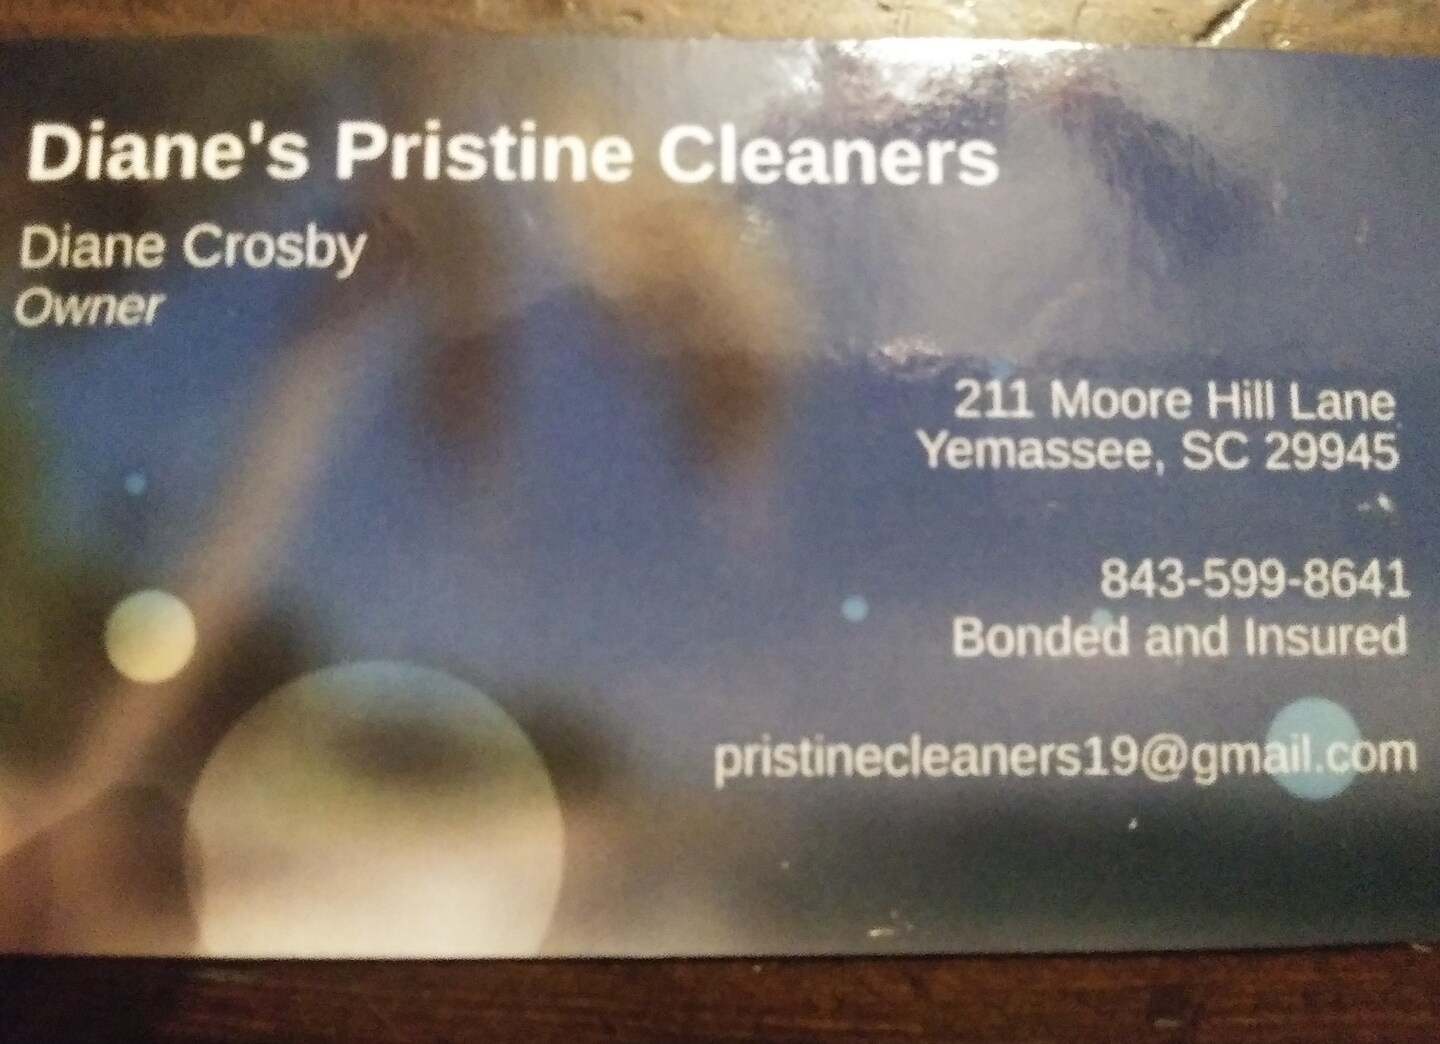 Diane's Pristine Cleaners
Diane Crosby
Owner
211 Moore Hill Lane
Yemassee, SC 29945
843-599-8641
Bonded and Insured
pristinecleaners19@gmail.com